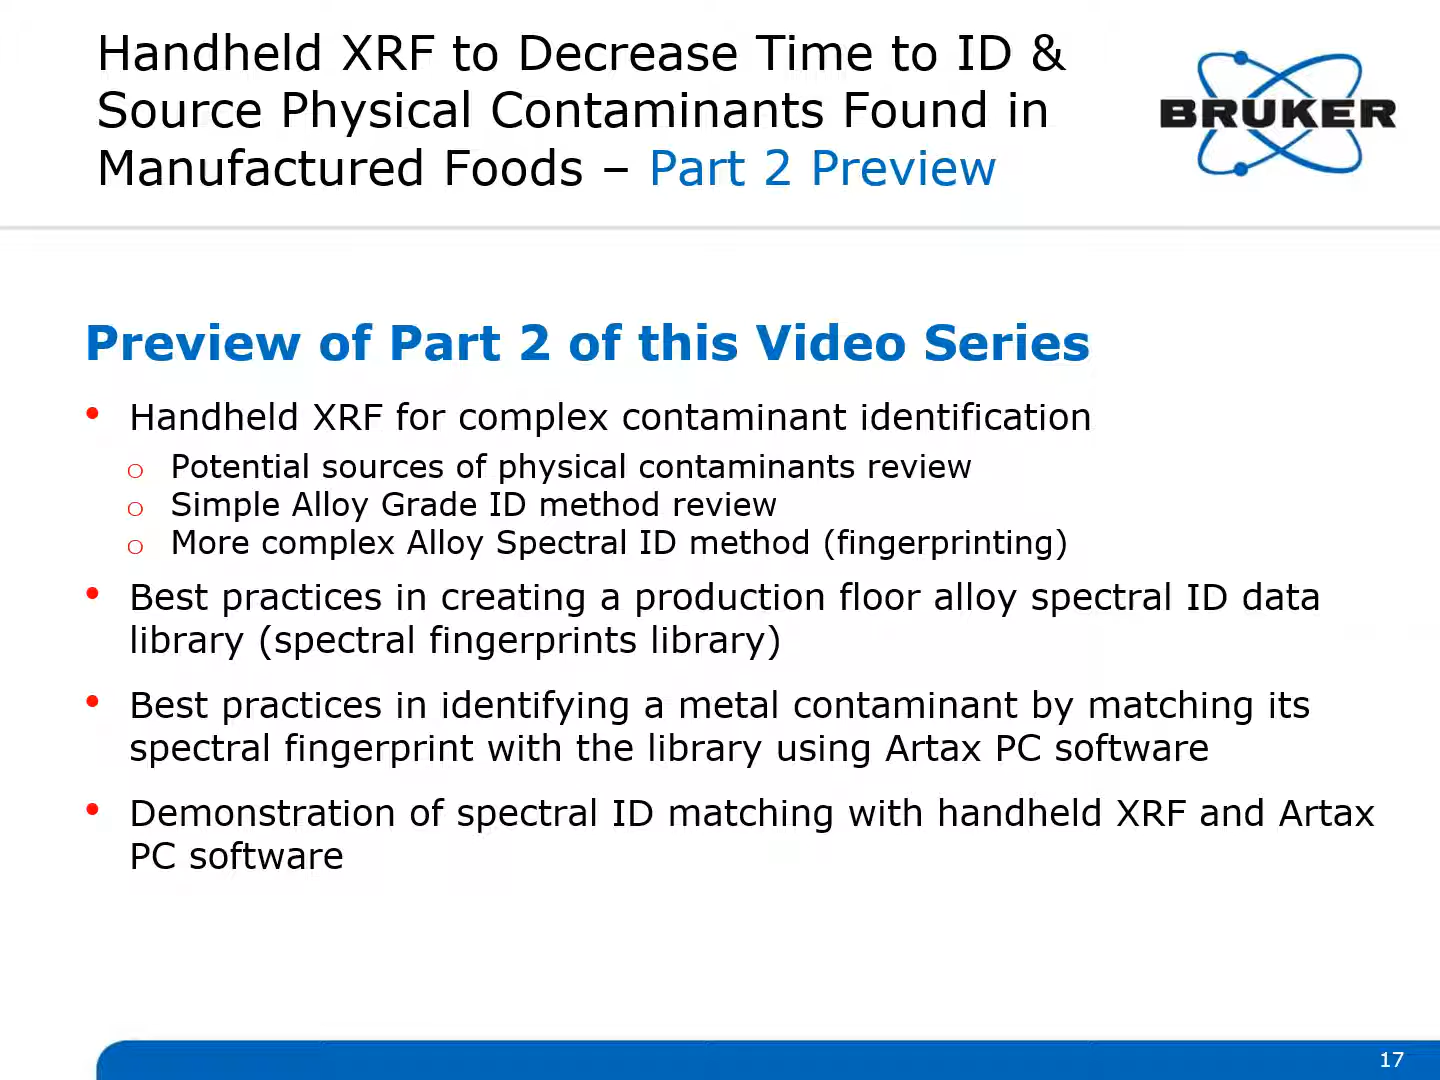 Handheld XRF to Decrease Time to ID &
Source Physical Contaminants Found in
Manufactured Foods – Part 2 Preview
BRUKER
Preview of Part 2 of this Video Series
• Handheld XRF for complex contaminant identification
o Potential sources of physical contaminants review
o Simple Alloy Grade ID method review
o More complex Alloy Spectral ID method (fingerprinting)
• Best practices in creating a production floor alloy spectral ID data
library (spectral fingerprints library)
• Best practices in identifying a metal contaminant by matching its
spectral fingerprint with the library using Artax PC software
• Demonstration of spectral ID matching with handheld XRF and Artax
PC software
17